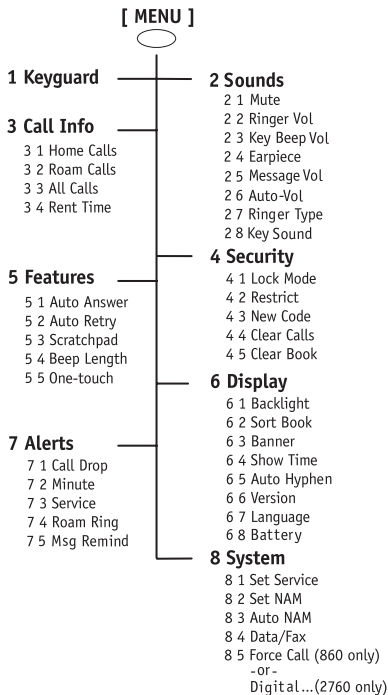 [ MENU ]
1 Keyguard
2 Sounds
2 1 Mute
2 2 Ringer Vol
2 3 Key Beep Vol
2 4 Earpiece
2 5 Message Vol
2 6 Auto-Vol
2 7 Ringer Type
2 8 Key Sound
3 Call Info
3 1 Home Calls
3 2 Roam Calls
3 3 All Calls
3 4 Rent Time
4 Security
4 1 Lock Mode
4 2 Restrict
4 3 New Code
4 4 Clear Calls
4 5 Clear Book
5 Features
5 1 Auto Answer
5 2 Auto Retry
5 3 Scratchpad
5 4 Beep Length
5 5 One-touch
6 Display
6 1 Backlight
6 2 Sort Book
6 3 Banner
6 4 Show Time
6 5 Auto Hyphen
6 6 Version
6 7 Language
6 8 Battery
7 Alerts
7 1 Call Drop
7 2 Minute
7 3 Service
7 4 Roam Ring
7 5 Msg Remind
8 System
8 1 Set Service
8 2 Set NAM
8 3 Auto NAM
8 4 Data/Fax
8 5 Force Call (860 only)
-or-
Digital...(2760 only)